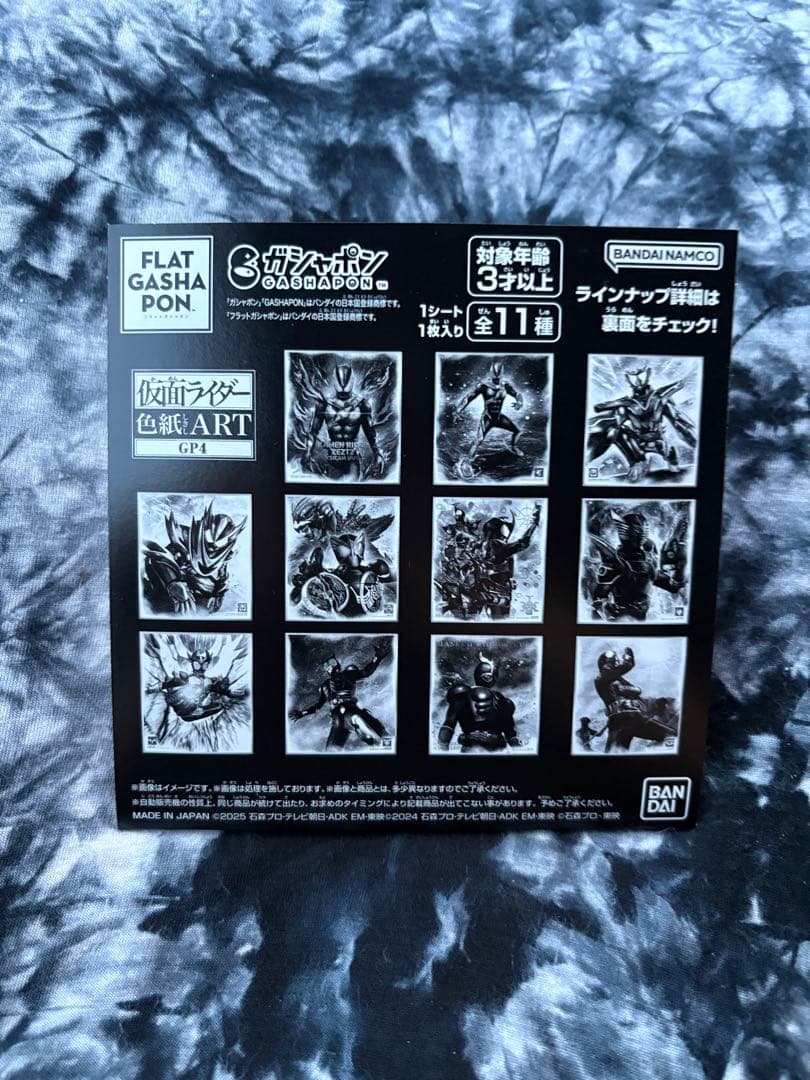 FLAT
GASHA
PON
フラットガシャポン
ガシャポン
GASHAPON™
「ガシャポン」「GASHAPON」はバンダイの日本国登録商標です。
「フラットガシャポン」はバンダイの日本国登録商標です。
対象年齢
3才以上
1シート
1枚入り
全11種
BANDAI NAMCO
ラインナップ詳細は
裏面をチェック!
仮面ライダー
色紙ART
GP4
※画像はイメージです。※画像は処理を施しております。※画像と商品とは、多少異なりますのでご了承ください。
※自動販売機の性質上、同じ商品が続けて出たり、お求めのタイミングにより記載商品が出てこない事があります。予めご了承ください。
MADE IN JAPAN ©2025 石森プロ・テレビ朝日・ADK EM・東映 ©2024 石森プロ・テレビ朝日・ADK EM・東映 ©石森プロ・東映
BAN
DAI